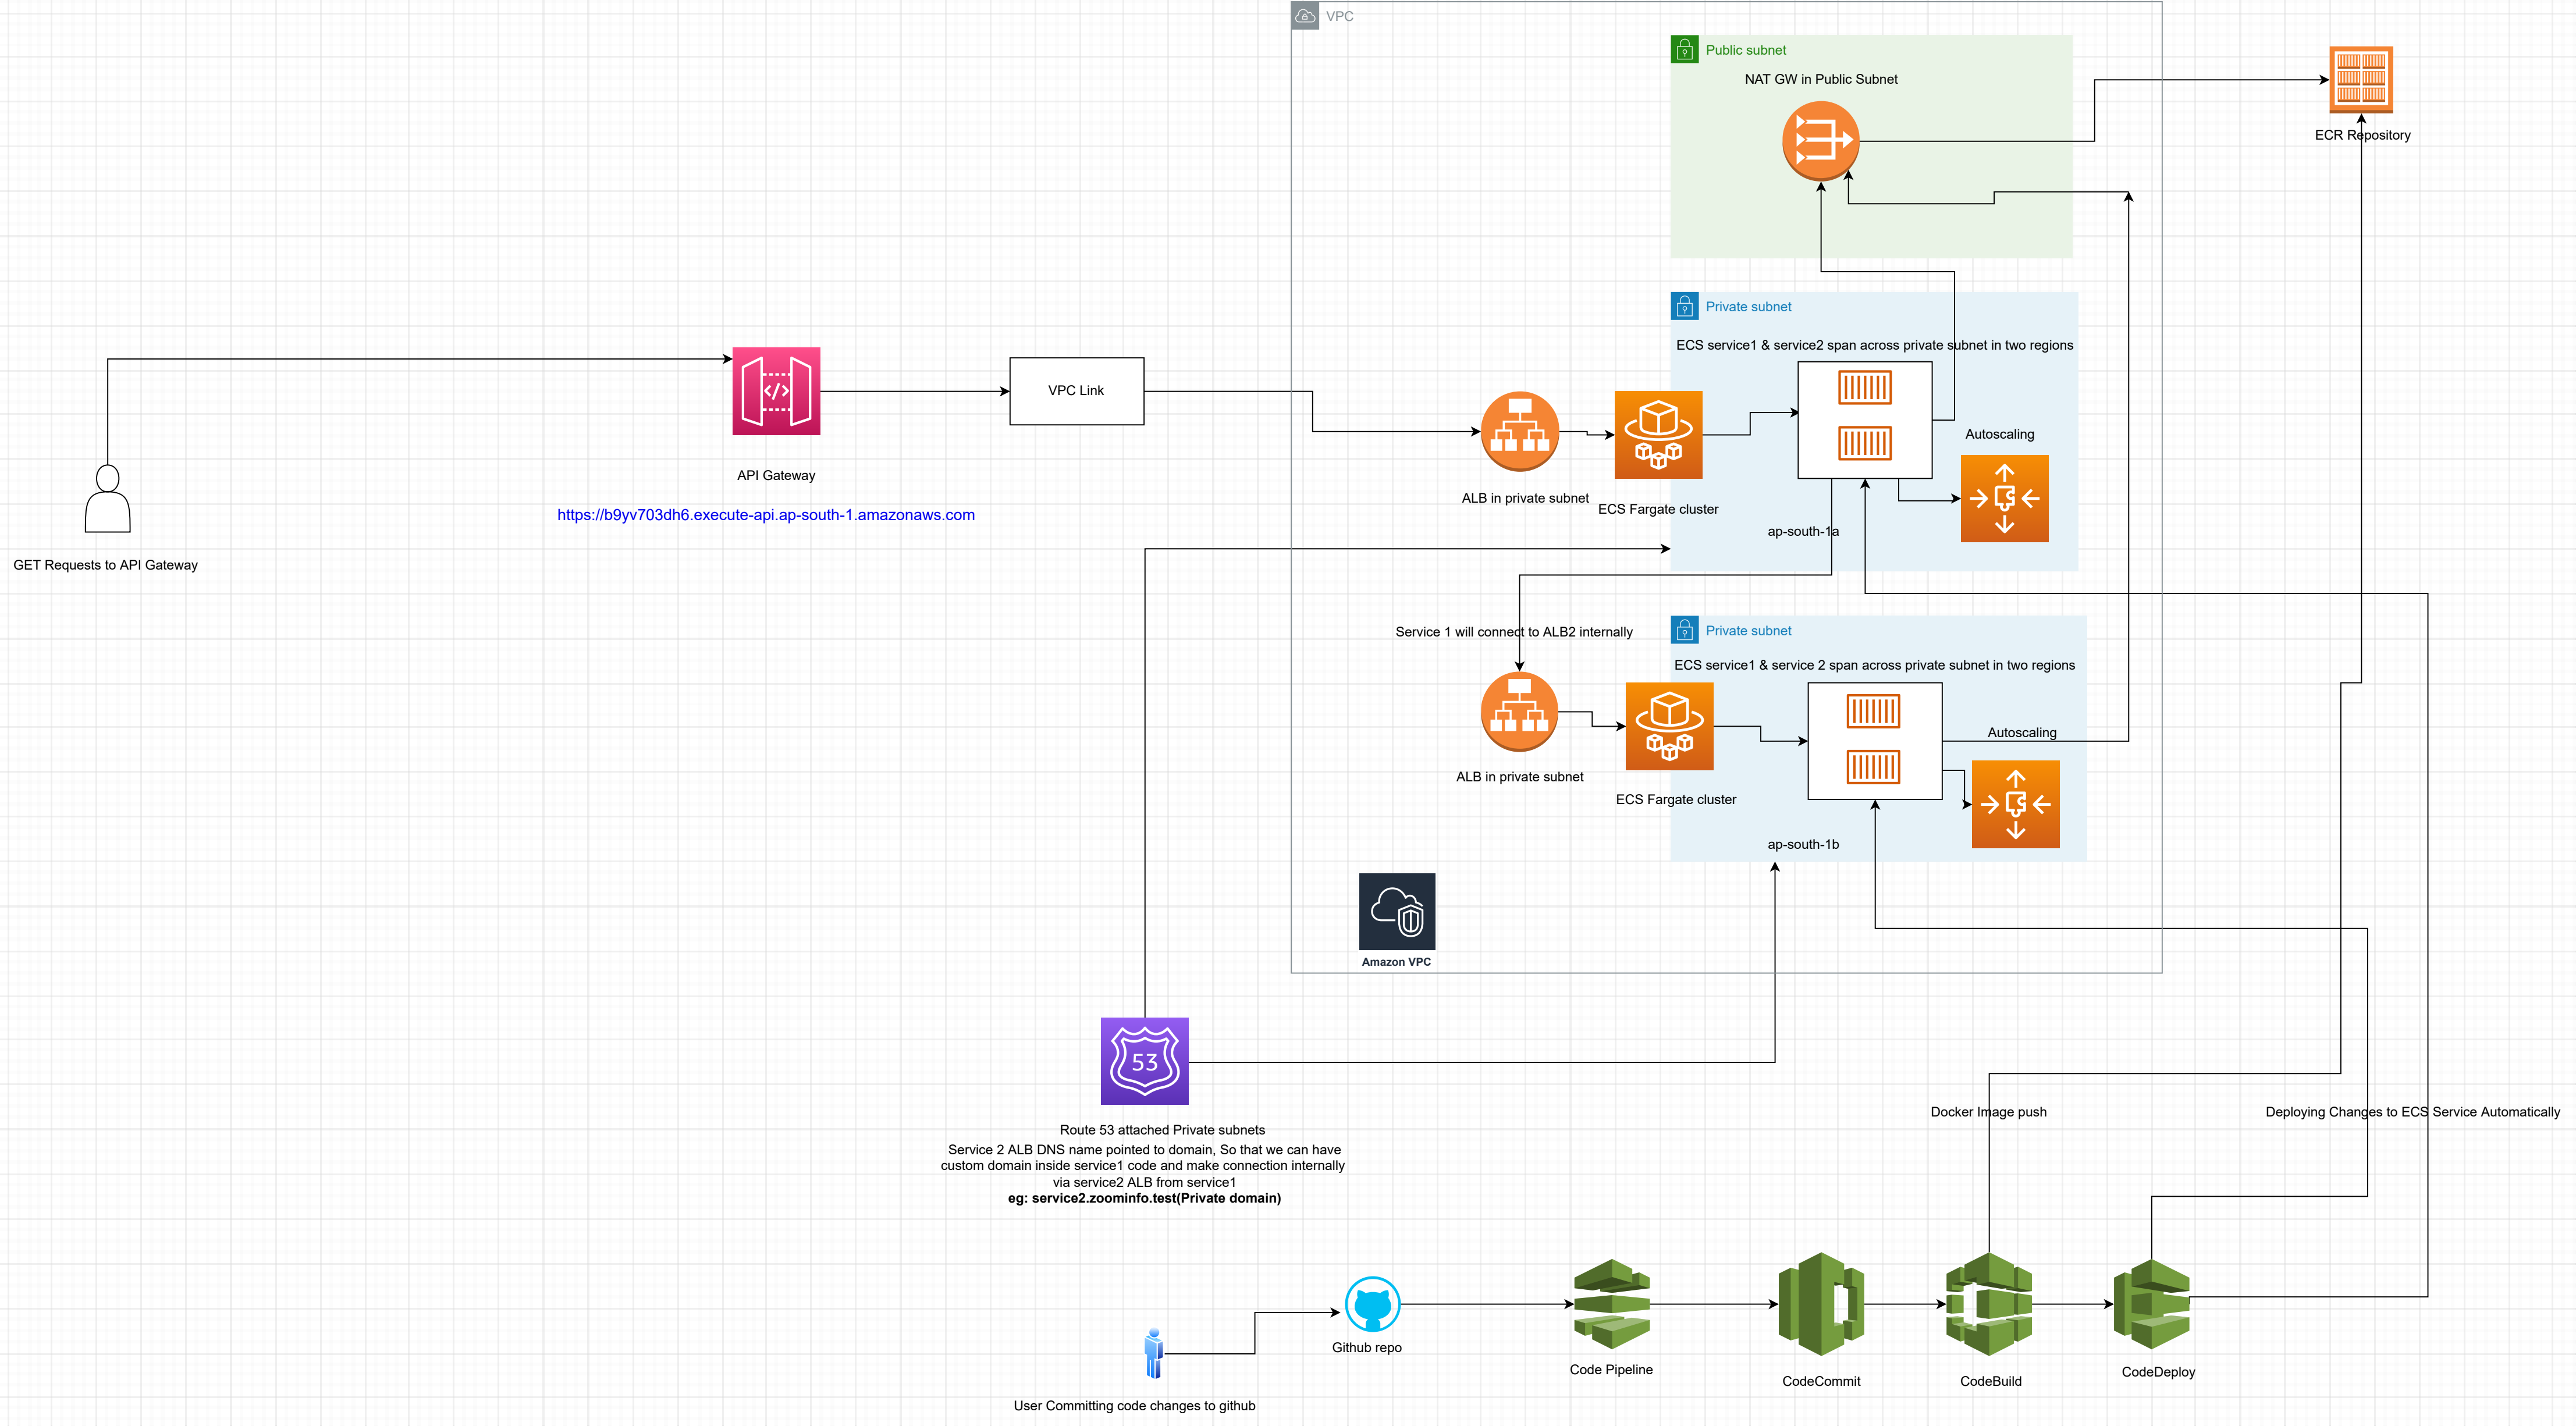 VPC
Public subnet
NAT GW in Public Subnet
ECR Repository
Private subnet
ECS service1 & service2 span across private subnet in two regions
VPC Link
Autoscaling
API Gateway
ALB in private subnet
ECS Fargate cluster
https://b9yv703dh6.execute-api.ap-south-1.amazonaws.com
ap-south-1a
GET Requests to API Gateway
Service 1 will connect to ALB2 internally
Private subnet
ECS service1 & service 2 span across private subnet in two regions
Autoscaling
ALB in private subnet
ECS Fargate cluster
ap-south-1b
Amazon VPC
53
Route 53 attached Private subnets
Service 2 ALB DNS name pointed to domain, So that we can have
custom domain inside service1 code and make connection internally
via service2 ALB from service1
eg: service2.zoominfo.test(Private domain)
Docker Image push
Deploying Changes to ECS Service Automatically
Github repo
Code Pipeline
CodeCommit
CodeBuild
CodeDeploy
User Committing code changes to github